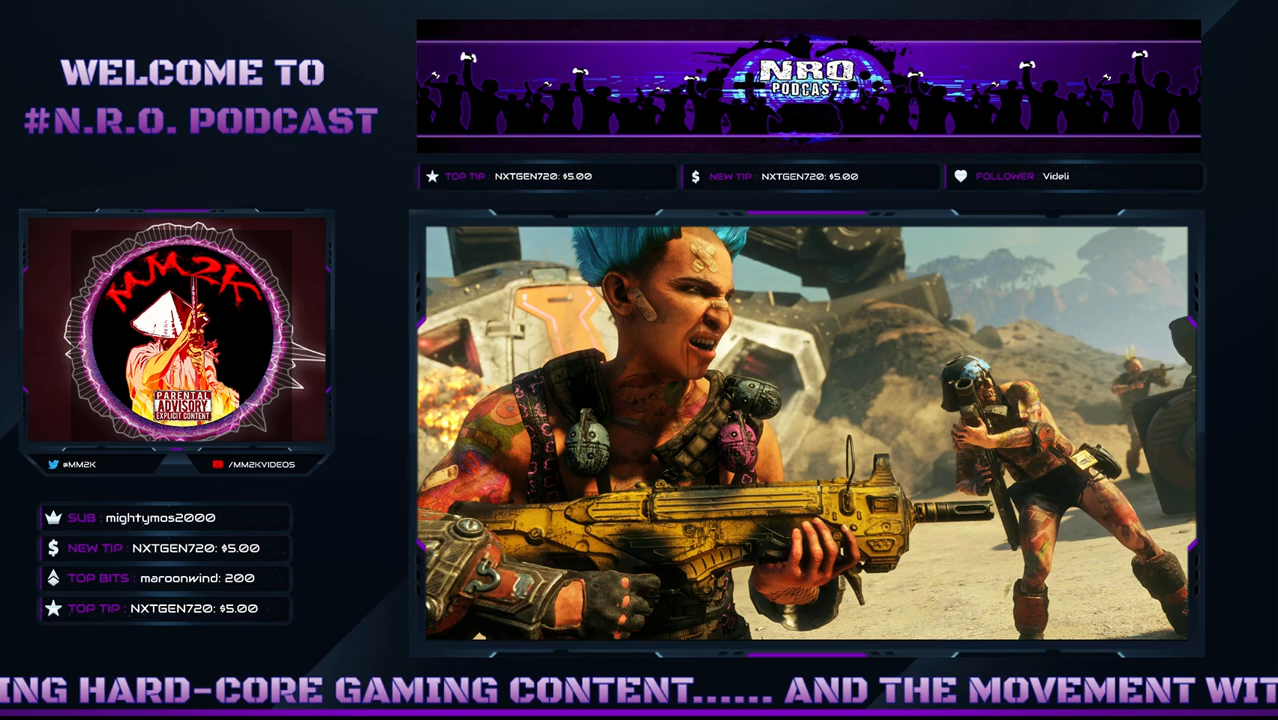 WELCOME TO
#N.R.O. PODCAST
NRO
PODCAST
TOP TIP : NXTGEN720: $5.00
NEW TIP : NXTGEN720: $5.00
FOLLOWER : Videli
MM2K
PARENTAL
ADVISORY
EXPLICIT CONTENT
@MM2K
/MM2KVIDEOS
SUB : mightymos2000
NEW TIP : NXTGEN720: $5.00
TOP BITS : maroonwind: 200
TOP TIP : NXTGEN720: $5.00
ING HARD-CORE GAMING CONTENT...... AND THE MOVEMENT WIT